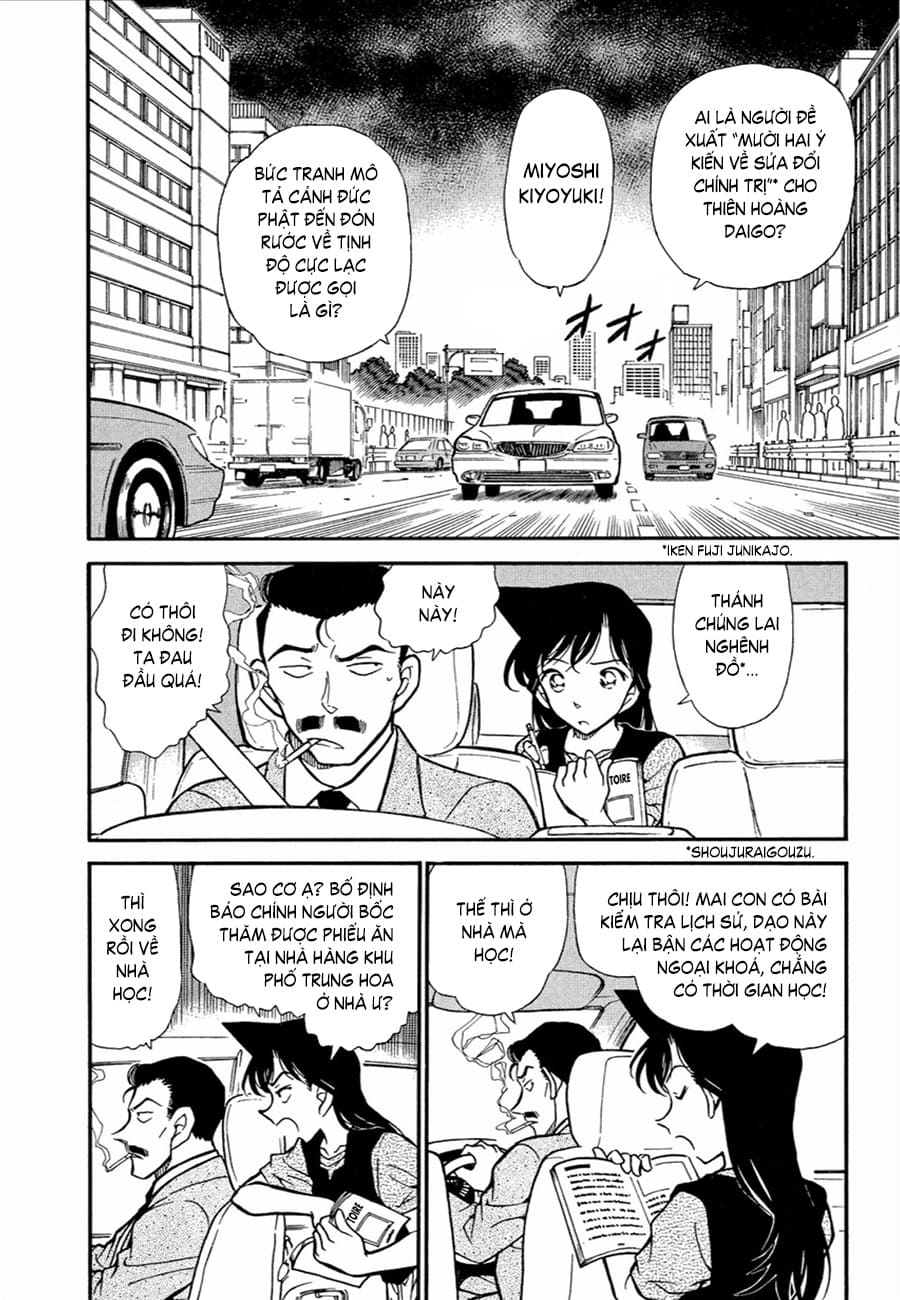 AI LÀ NGƯỜI ĐỀ
XUẤT "MƯỜI HAI Ý
KIẾN VỀ SỬA ĐỔI
CHÍNH TRỊ"* CHO
THIÊN HOÀNG
DAIGO?
MIYOSHI
KIYOYUKI!
BỨC TRANH MÔ
TẢ CẢNH ĐỨC
PHẬT ĐẾN ĐÓN
RƯỚC VỀ TỊNH
ĐỘ CỰC LẠC
ĐƯỢC GỌI
LÀ GÌ?
*IKEN FUJI JUNIKAJO.
THÁNH
CHÚNG LAI
NGHÊNH
ĐỒ*...
NÀY
NÀY!
CÓ THÔI
ĐI KHÔNG!
TA ĐAU
ĐẦU QUÁ!
TOIRE
*SHOUJURAIGOUZU.
CHỊU THÔI! MAI CON CÓ BÀI
KIỂM TRA LỊCH SỬ, DẠO NÀY
LẠI BẬN CÁC HOẠT ĐỘNG
NGOẠI KHOÁ, CHẲNG
CÓ THỜI GIAN HỌC!
THẾ THÌ Ở
NHÀ MÀ
HỌC!
SAO CƠ Ạ? BỐ ĐỊNH
BẢO CHÍNH NGƯỜI BỐC
THĂM ĐƯỢC PHIẾU ĂN
TẠI NHÀ HÀNG KHU
PHỐ TRUNG HOA
Ở NHÀ Ư?
THÌ
XONG
RỒI VỀ
NHÀ
HỌC!
TOIRE